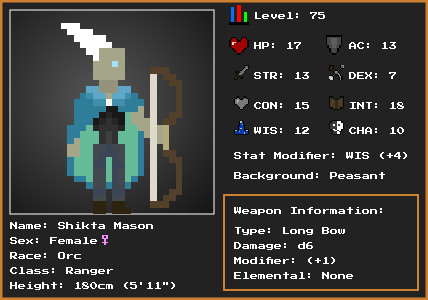 Level: 75
HP: 17 AC: 13
STR: 13 DEX: 7
CON: 15 INT: 18
WIS: 12 CHA: 10
Stat Modifier: WIS (+4)
Background: Peasant
Weapon Information:
Type: Long Bow
Damage: d6
Modifier: (+1)
Elemental: None
Name: Shikta Mason
Sex: Female♀
Race: Orc
Class: Ranger
Height: 180cm (5'11")